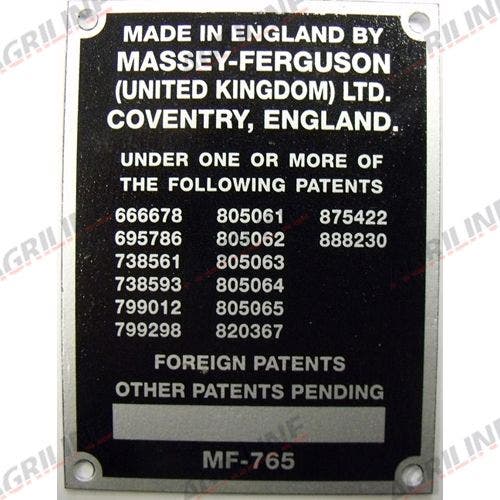 MADE IN ENGLAND BY
MASSEY-FERGUSON
(UNITED KINGDOM) LTD.
COVENTRY, ENGLAND.
UNDER ONE OR MORE OF
THE FOLLOWING PATENTS
666678 805061 875422
695786 805062 888230
738561 805063
738593 805064
799012 805065
799298 820367
FOREIGN PATENTS
OTHER PATENTS PENDING
MF-765
AGRILINE